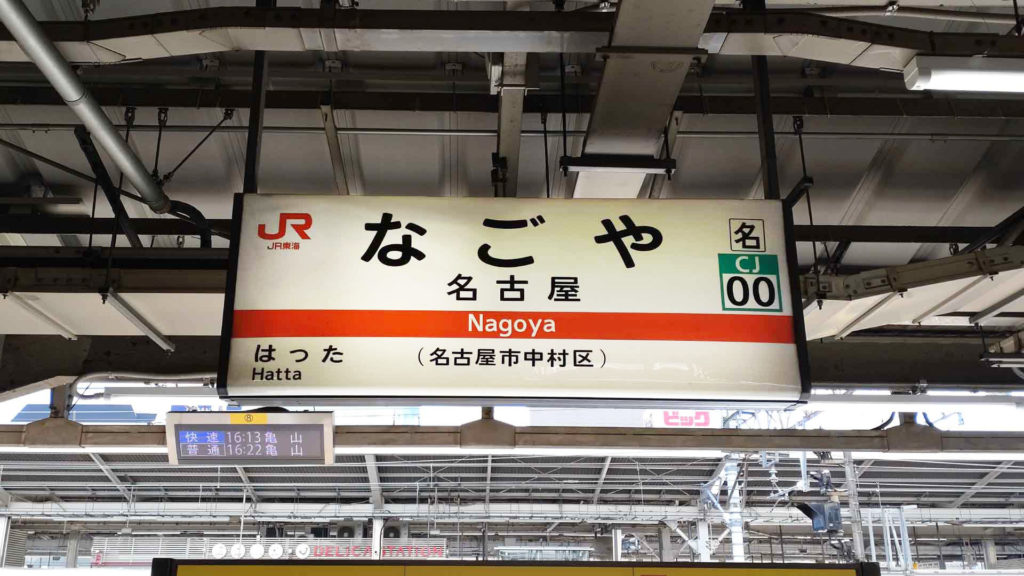 JR
JR東海
なごや
名古屋
名
CJ
00
Nagoya
はった
Hatta
（名古屋市中村区）
⑧
快速 16:13 亀山
普通 16:22 亀山
ビック
DELICA STATION